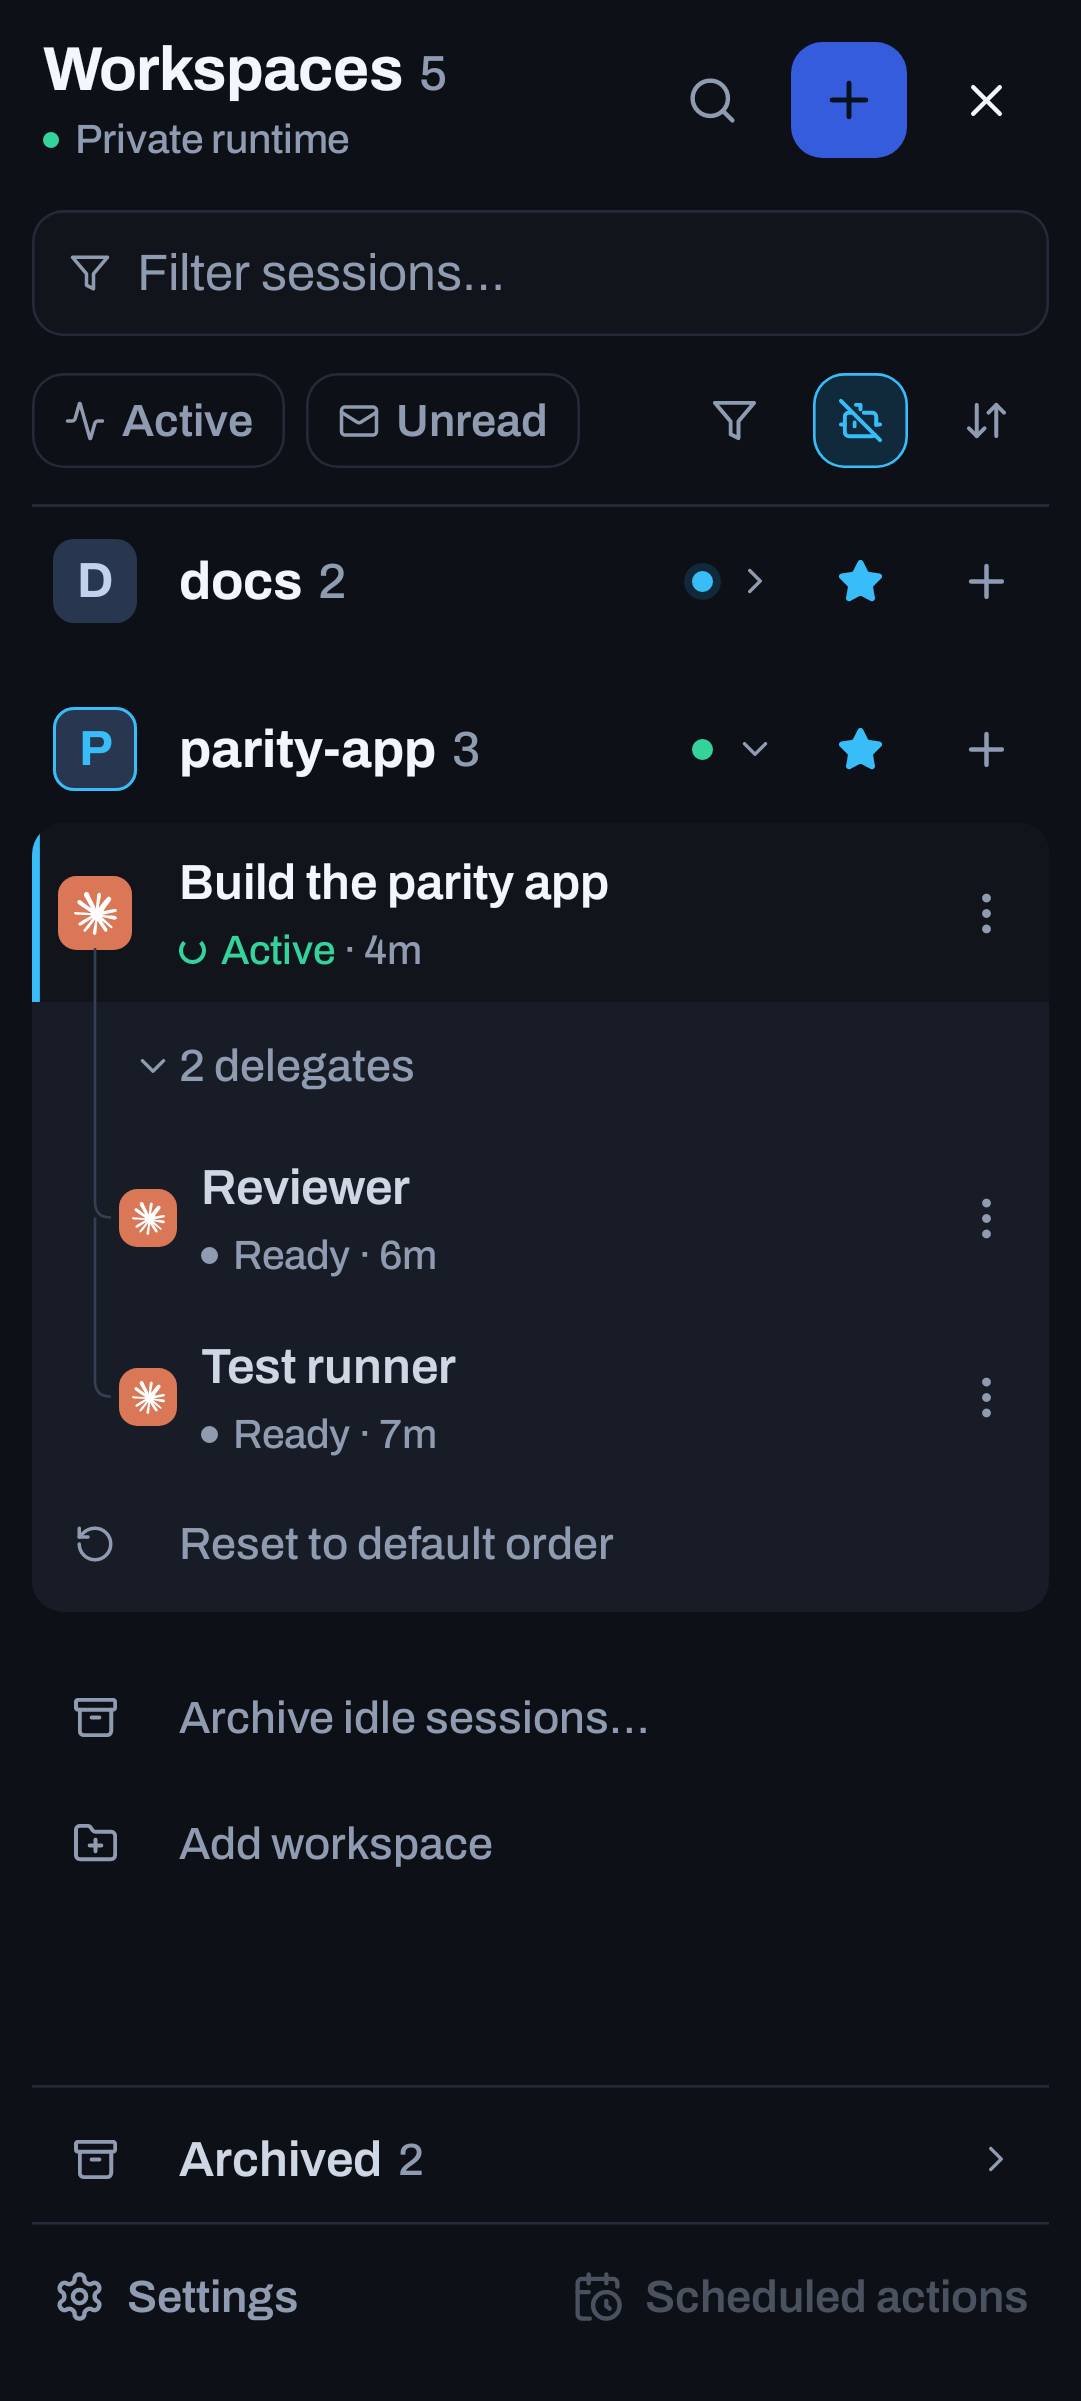 Workspaces 5
Private runtime
Filter sessions...
Active
Unread
D docs 2
P parity-app 3
Build the parity app
Active · 4m
2 delegates
Reviewer
Ready · 6m
Test runner
Ready · 7m
Reset to default order
Archive idle sessions...
Add workspace
Archived 2
Settings
Scheduled actions